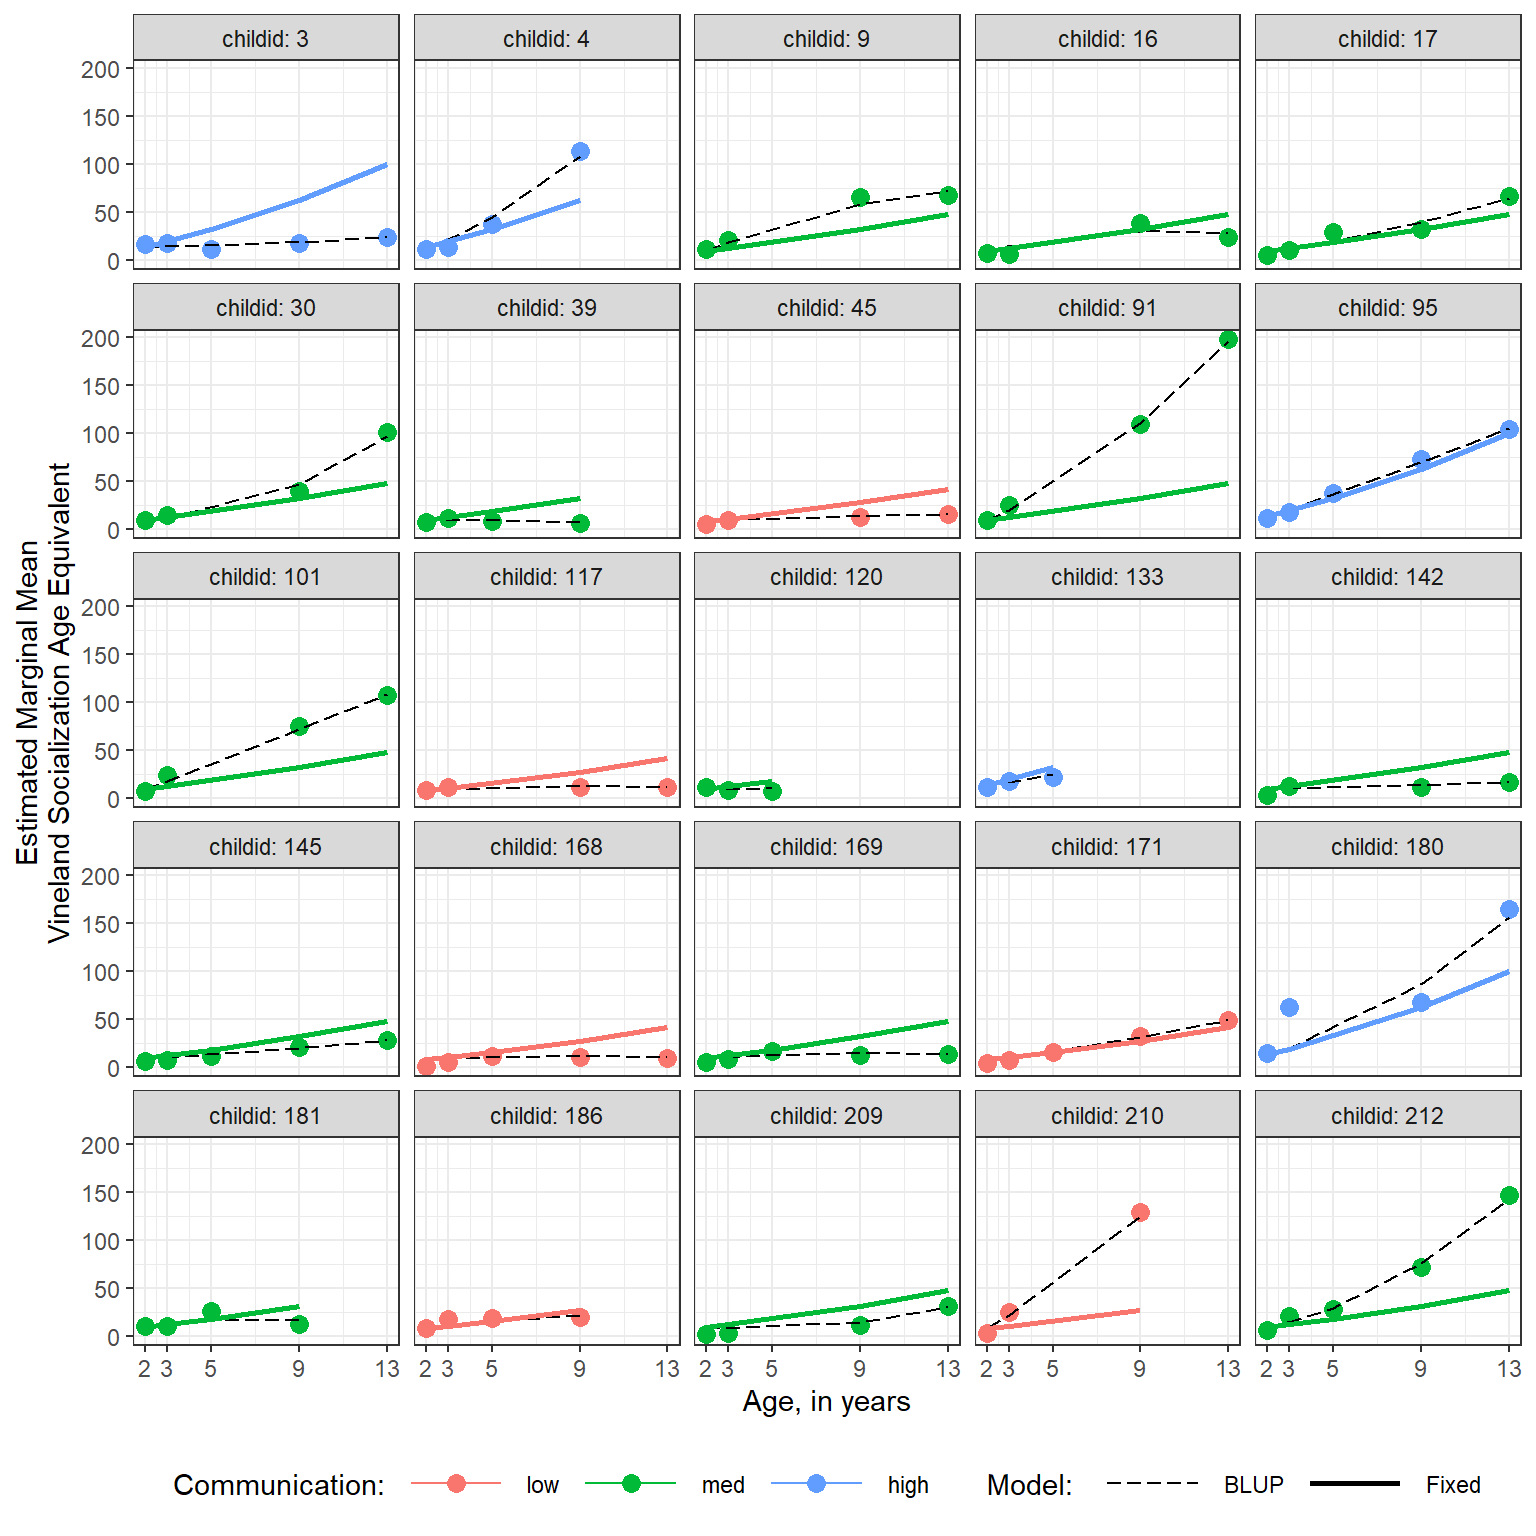 childid: 3 childid: 4 childid: 9 childid: 16 childid: 17
200
150
100
50
0
childid: 30 childid: 39 childid: 45 childid: 91 childid: 95
200
150
100
50
0
childid: 101 childid: 117 childid: 120 childid: 133 childid: 142
200
150
100
50
0
childid: 145 childid: 168 childid: 169 childid: 171 childid: 180
200
150
100
50
0
childid: 181 childid: 186 childid: 209 childid: 210 childid: 212
200
150
100
50
0
2 3 5 9 13 2 3 5 9 13 2 3 5 9 13 2 3 5 9 13 2 3 5 9 13
Estimated Marginal Mean
Vineland Socialization Age Equivalent
Age, in years
Communication: low med high Model: BLUP Fixed